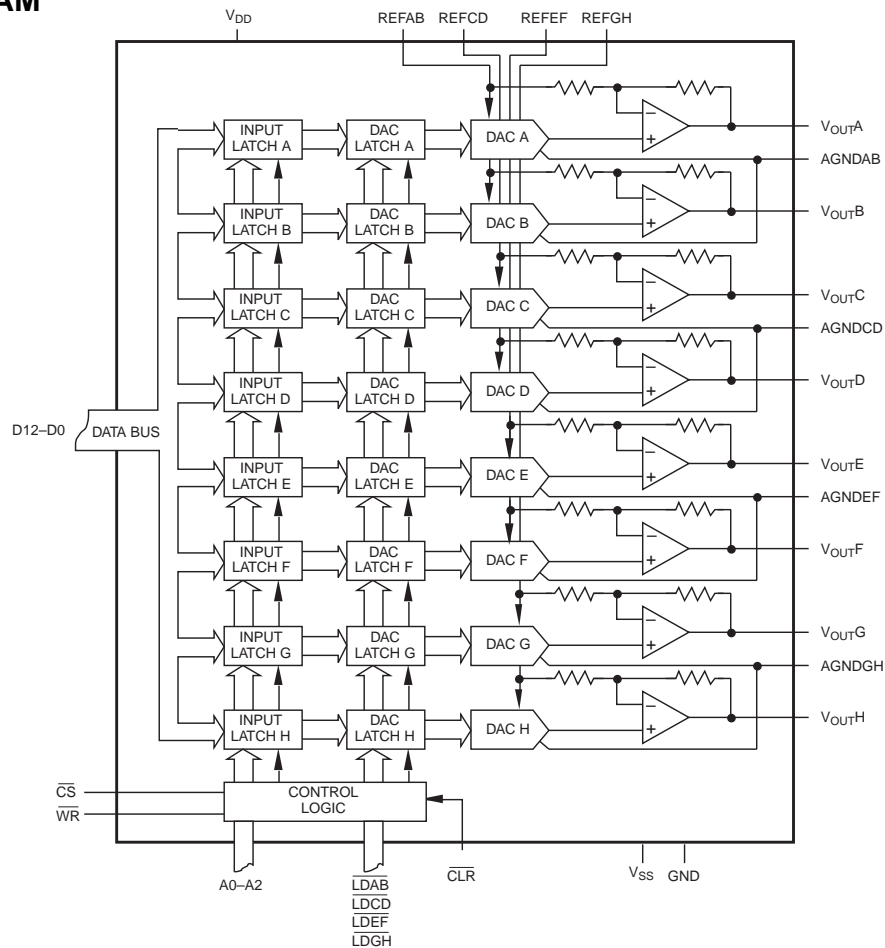 AM
VDD
REFAB REFCD REFEF REFGH
INPUT LATCH A
DAC LATCH A
DAC A
−
+
VOUTA
AGNDAB
INPUT LATCH B
DAC LATCH B
DAC B
−
+
VOUTB
INPUT LATCH C
DAC LATCH C
DAC C
−
+
VOUTC
AGNDCD
INPUT LATCH D
DAC LATCH D
DAC D
−
+
VOUTD
D12–D0
DATA BUS
INPUT LATCH E
DAC LATCH E
DAC E
−
+
VOUTE
AGNDEF
INPUT LATCH F
DAC LATCH F
DAC F
−
+
VOUTF
INPUT LATCH G
DAC LATCH G
DAC G
−
+
VOUTG
AGNDGH
INPUT LATCH H
DAC LATCH H
DAC H
−
+
VOUTH
CS
WR
CONTROL LOGIC
A0–A2
LDAB
LDCD
LDEF
LDGH
CLR
VSS GND